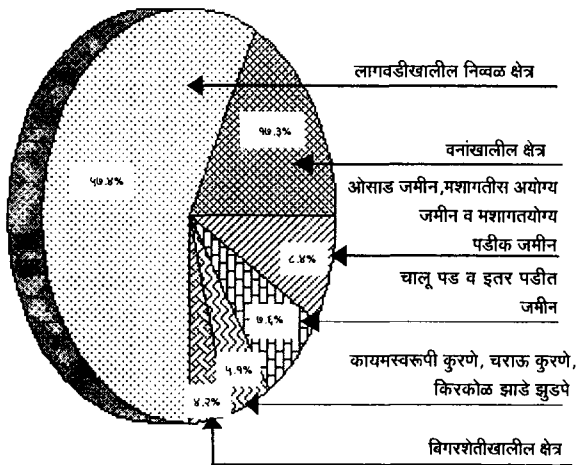 लागवडीखालील निव्वळ क्षेत्र
१७.३%
वनांखालील क्षेत्र
५७.४%
ओसाड जमीन,मशागतीस अयोग्य
जमीन व मशागतयोग्य
पडीक जमीन
८.४%
चालू पड व इतर पडीत
जमीन
७.६%
कायमस्वरूपी कुरणे, चराऊ कुरणे,
किरकोळ झाडे झुडपे
५.१%
४.२%
बिगरशेतीखालील क्षेत्र